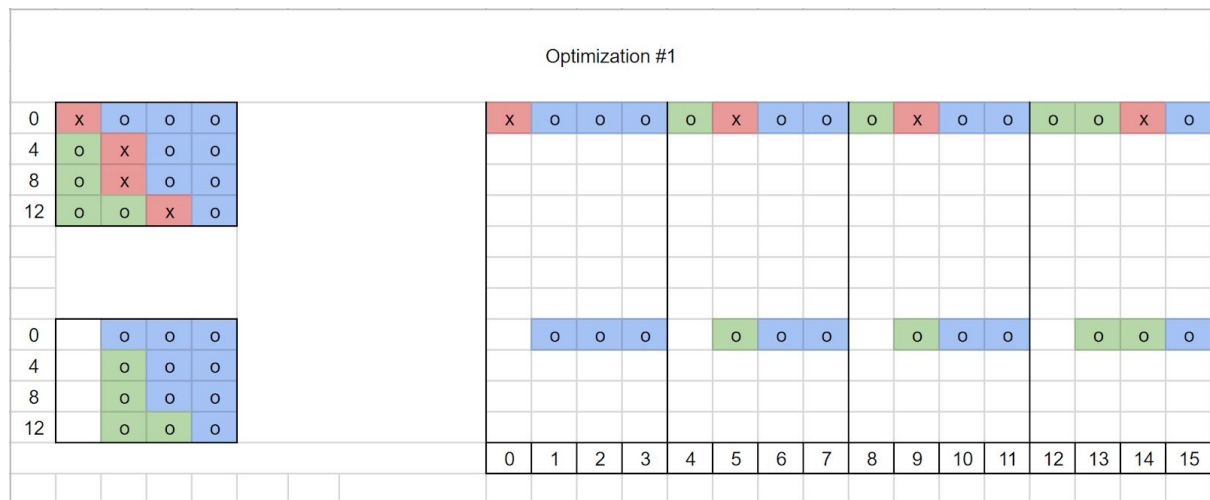 Optimization #1
0 x o o o x o o o o x o o o x o o o o x o
4 o x o o
8 o x o o
12 o o x o
0 o o o o o o o o o o o o o o o
4 o o o
8 o o o
12 o o o
0 1 2 3 4 5 6 7 8 9 10 11 12 13 14 15